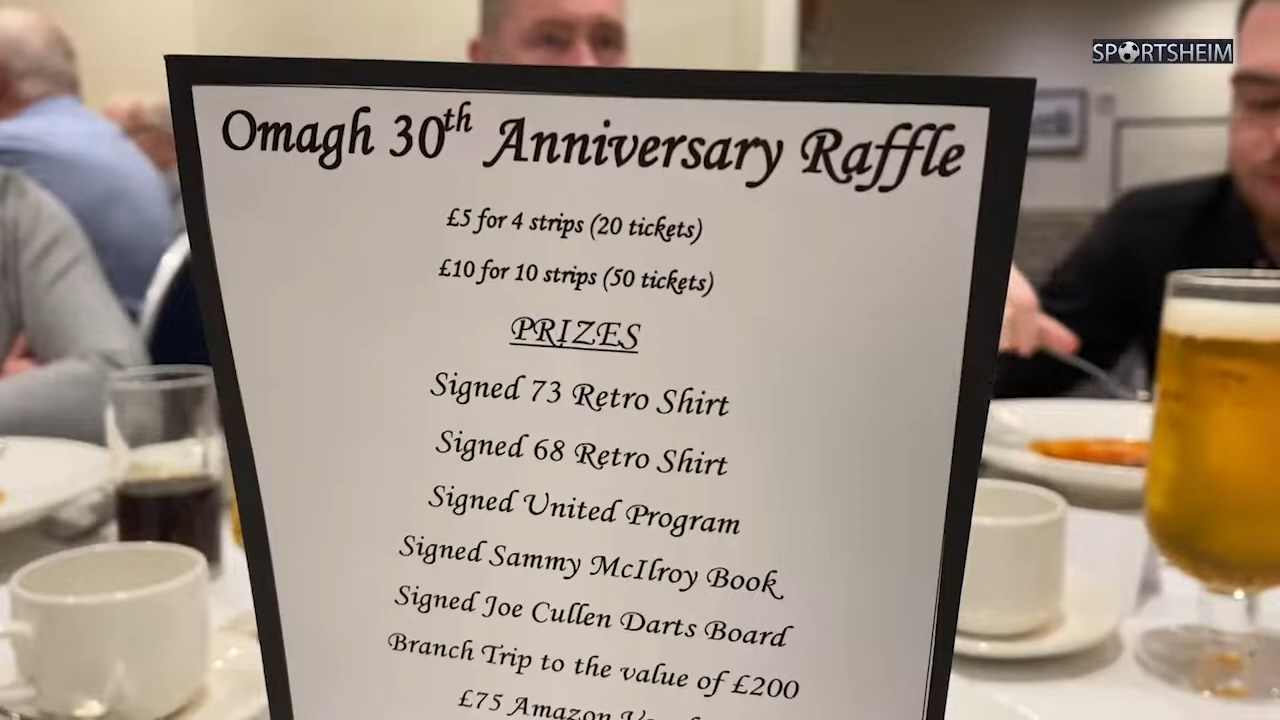 SPORTSHEIM
Omagh 30th Anniversary Raffle
£5 for 4 strips (20 tickets)
£10 for 10 strips (50 tickets)
PRIZES
Signed 73 Retro Shirt
Signed 68 Retro Shirt
Signed United Program
Signed Sammy McIlroy Book
Signed Joe Cullen Darts Board
Branch Trip to the value of £200
£75 Amazon